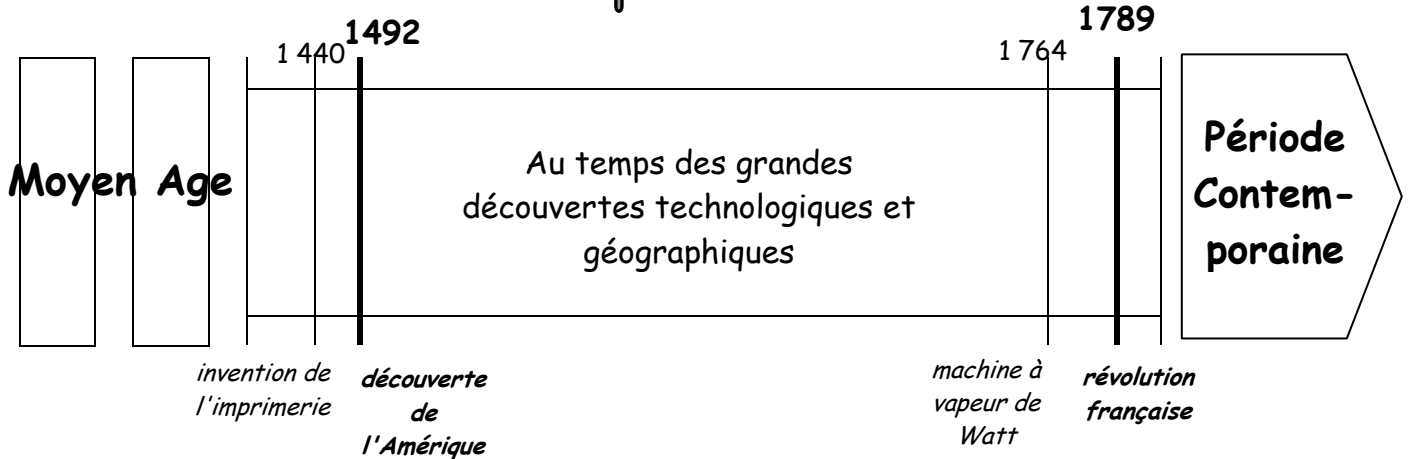 1 440
1492
1 764
1789
Moyen Age
Au temps des grandes
découvertes technologiques et
géographiques
Période
Contem-
poraine
invention de
l'imprimerie
découverte
de
l'Amérique
machine à
vapeur de
Watt
révolution
française